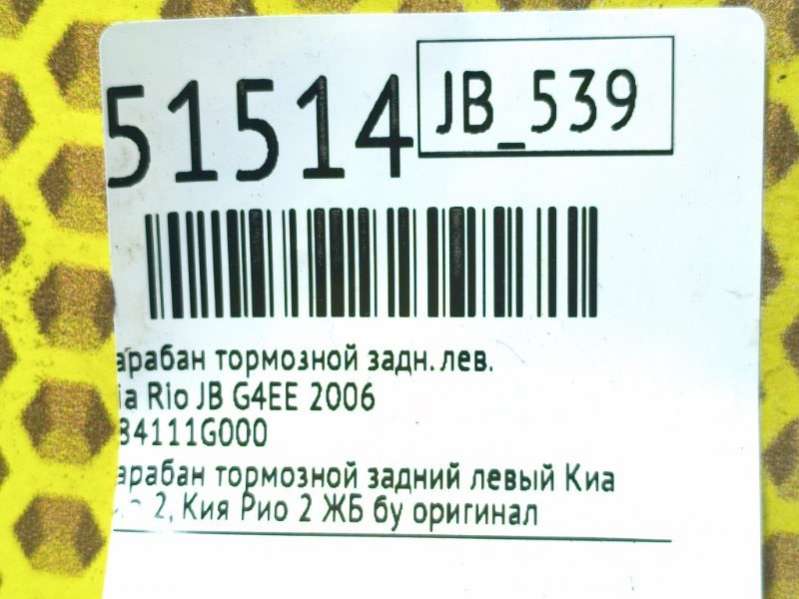 51514
JB_539
арабан тормозной задн. лев.
ia Rio JB G4EE 2006
84111G000
арабан тормозной задний левый Киа
2, Кия Рио 2 ЖБ бу оригинал